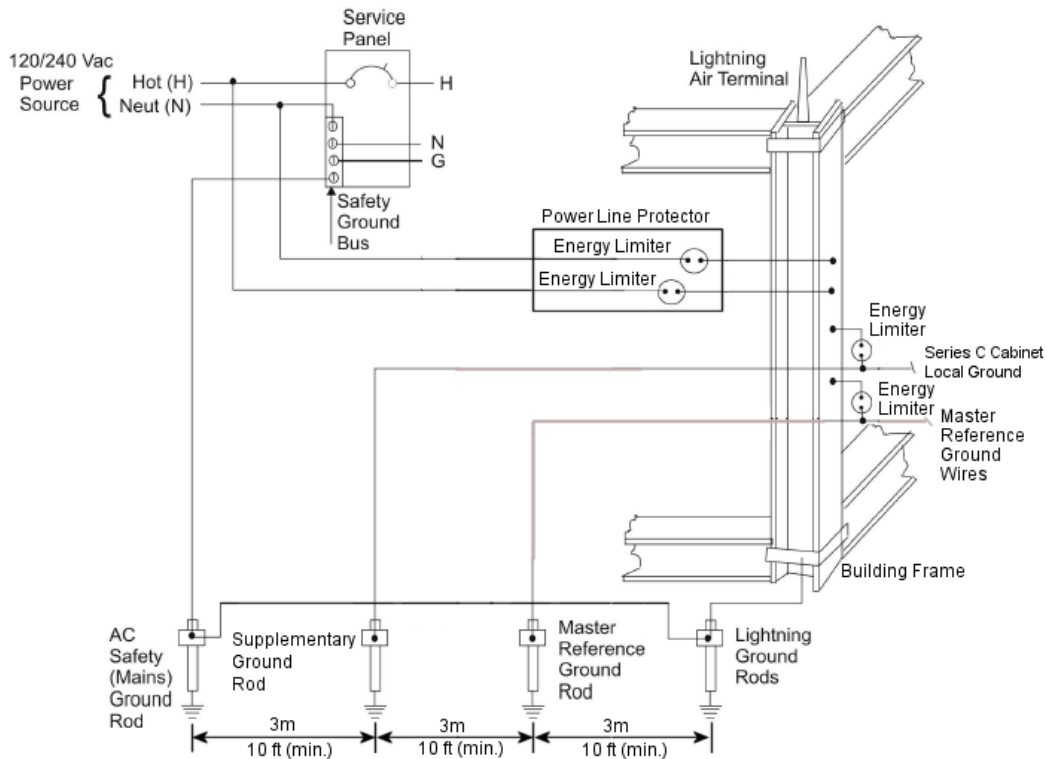 Service
Panel
120/240 Vac
Power
Source
{
Hot (H)
Neut (N)
H
N
G
Safety
Ground
Bus
Lightning
Air Terminal
Power Line Protector
Energy Limiter
Energy Limiter
Energy
Limiter
Series C Cabinet
Local Ground
Energy
Limiter
Master
Reference
Ground
Wires
Building Frame
AC
Safety
(Mains)
Ground
Rod
Supplementary
Ground
Rod
Master
Reference
Ground
Rod
Lightning
Ground
Rods
3m
10 ft (min.)
3m
10 ft (min.)
3m
10 ft (min.)